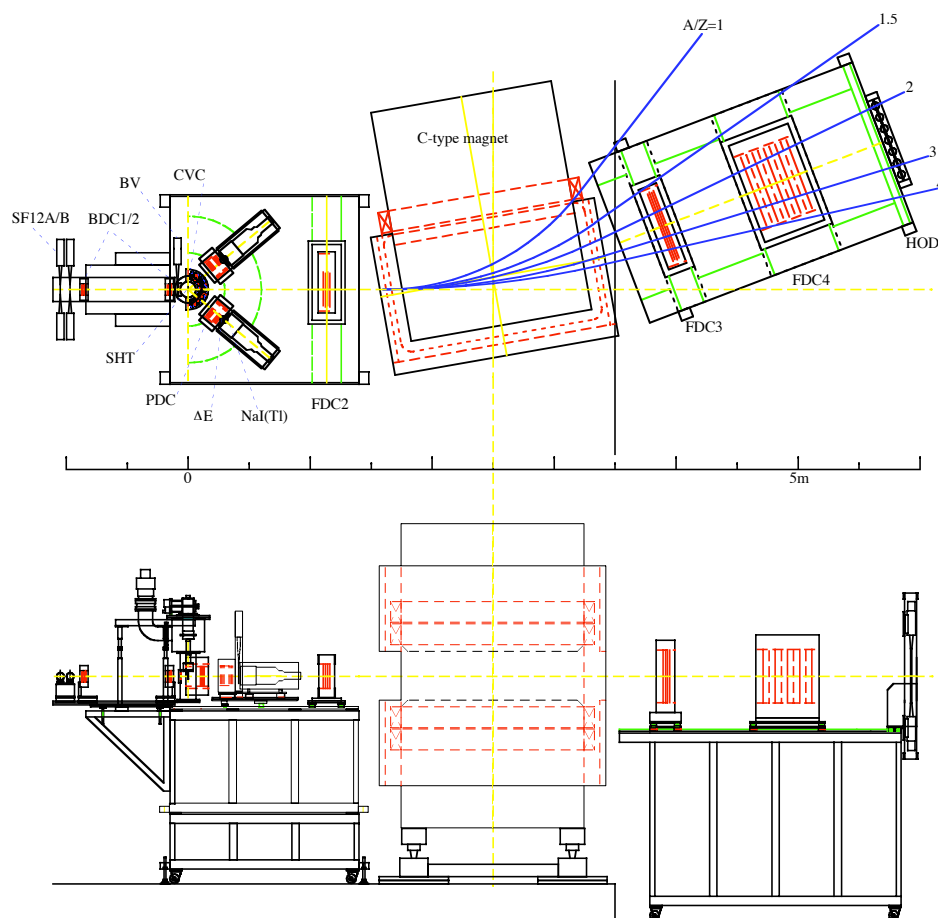 A/Z=1
1.5
2
C-type magnet
3
CVC
BV
SF12A/B
BDC1/2
HOD
FDC4
FDC3
SHT
PDC
FDC2
ΔE
NaI(Tl)
0
5m